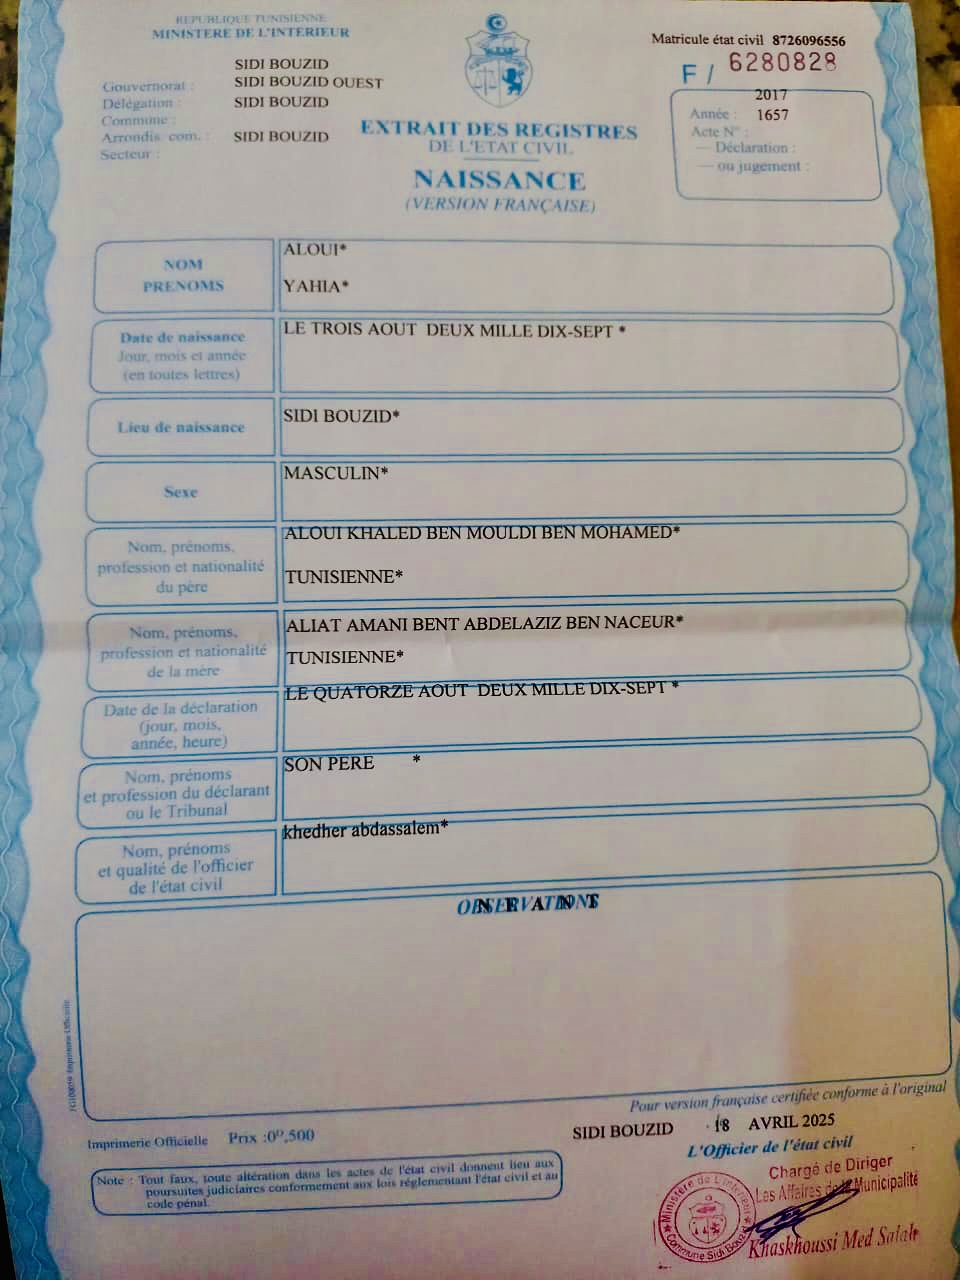 REPUBLIQUE TUNISIENNE
MINISTERE DE L'INTERIEUR
Matricule état civil 8726096556
F / 6280828
SIDI BOUZID
Gouvernorat : SIDI BOUZID OUEST
Délégation : SIDI BOUZID
Commune :
Arrondis. com. : SIDI BOUZID
Secteur :
2017
Année : 1657
Acte N° :
— Déclaration :
— ou jugement :
EXTRAIT DES REGISTRES
DE L'ETAT CIVIL
NAISSANCE
(VERSION FRANÇAISE)
NOM
PRENOMS
ALOUI*
YAHIA*
Date de naissance
Jour, mois et année
(en toutes lettres)
LE TROIS AOUT DEUX MILLE DIX-SEPT *
Lieu de naissance
SIDI BOUZID*
Sexe
MASCULIN*
Nom, prénoms,
profession et nationalité
du père
ALOUI KHALED BEN MOULDI BEN MOHAMED*
TUNISIENNE*
Nom, prénoms,
profession et nationalité
de la mère
ALIAT AMANI BENT ABDELAZIZ BEN NACEUR*
TUNISIENNE*
Date de la déclaration
(jour, mois,
année, heure)
LE QUATORZE AOUT DEUX MILLE DIX-SEPT *
Nom, prénoms
et profession du déclarant
ou le Tribunal
SON PERE *
Nom, prénoms
et qualité de l'officier
de l'état civil
khedher abdassalem*
OBSERVATIONS
N E A N T
Imprimerie Officielle
Pour version française certifiée conforme à l'original
Imprimerie Officielle Prix :0ᴰ,500
SIDI BOUZID 18 AVRIL 2025
L'Officier de l'état civil
Note : Tout faux, toute altération dans les actes de l'état civil donnent lieu aux
poursuites judiciaires conformement aux lois réglementant l'état civil et au
code pénal.
Chargé de Diriger
Les Affaires de la Municipalité
Khaskhoussi Med Salah
Ministère de L'intérieur
Commune Sidi Bouzid